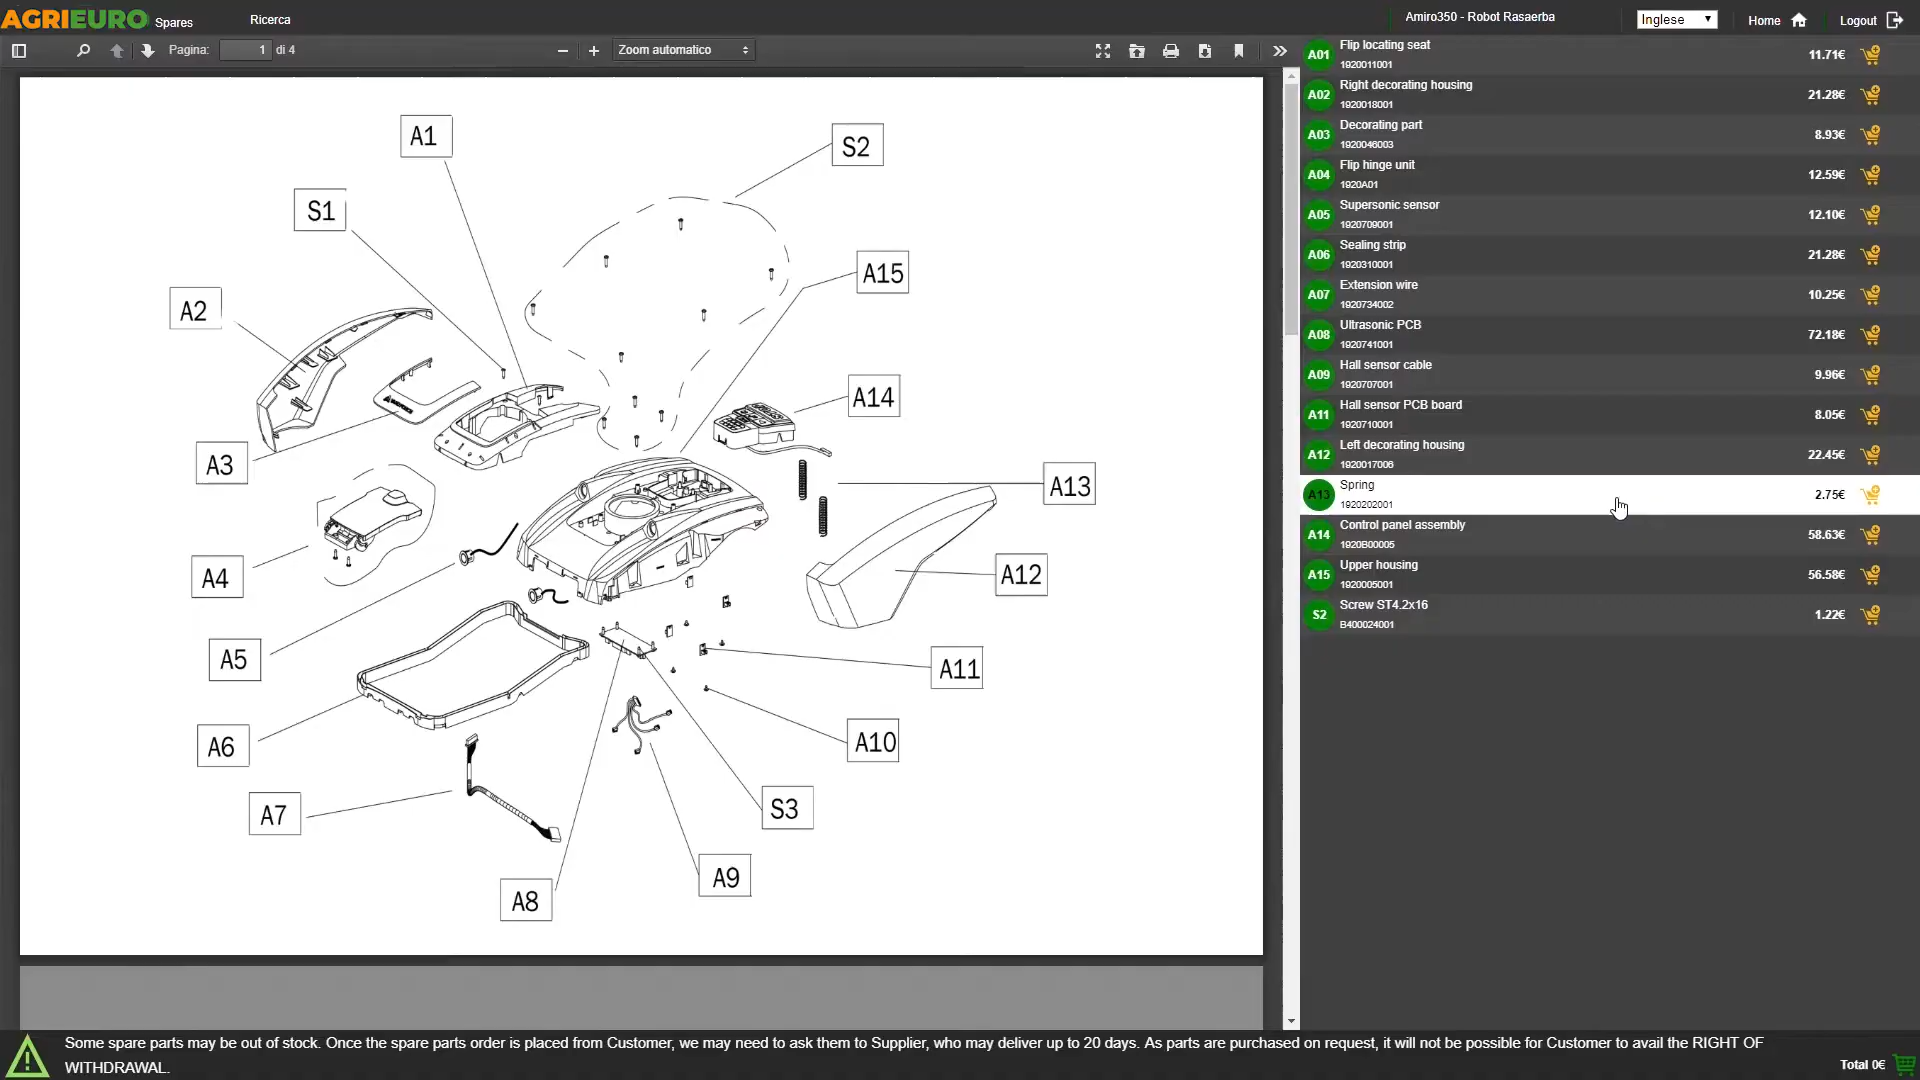 AGRIEURO Spares
Ricerca
Amiro350 - Robot Rasaerba
Inglese
Home
Logout
Pagina: 1 di 4
Zoom automatico
A1
S2
S1
A15
A2
A14
A3
A13
A4
A12
A5
A11
A6
A10
A7
S3
A9
A8
A01 Flip locating seat 11.71€
1920011001
A02 Right decorating housing 21.28€
1920018001
A03 Decorating part 8.93€
1920046003
A04 Flip hinge unit 12.59€
1920A01
A05 Supersonic sensor 12.10€
1920709001
A06 Sealing strip 21.28€
1920310001
A07 Extension wire 10.25€
1920734002
A08 Ultrasonic PCB 72.18€
1920741001
A09 Hall sensor cable 9.96€
1920707001
A11 Hall sensor PCB board 8.05€
1920710001
A12 Left decorating housing 22.45€
1920017006
A13 Spring 2.75€
1920202001
A14 Control panel assembly 58.63€
1920B00005
A15 Upper housing 56.58€
1920005001
S2 Screw ST4.2x16 1.22€
B400024001
Some spare parts may be out of stock. Once the spare parts order is placed from Customer, we may need to ask them to Supplier, who may deliver up to 20 days. As parts are purchased on request, it will not be possible for Customer to avail the RIGHT OF
WITHDRAWAL.
Total 0€